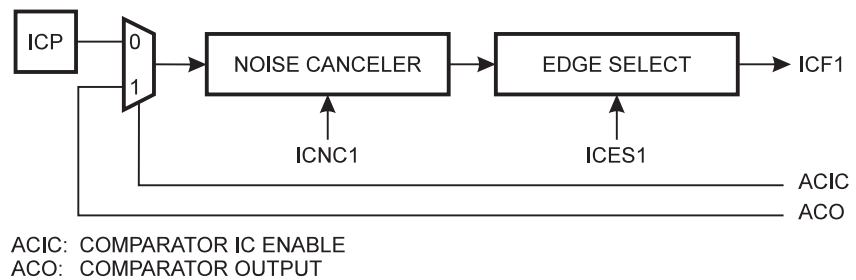 ICP
0
1
NOISE CANCELER
EDGE SELECT
ICF1
ICNC1
ICES1
ACIC
ACO
ACIC: COMPARATOR IC ENABLE
ACO: COMPARATOR OUTPUT